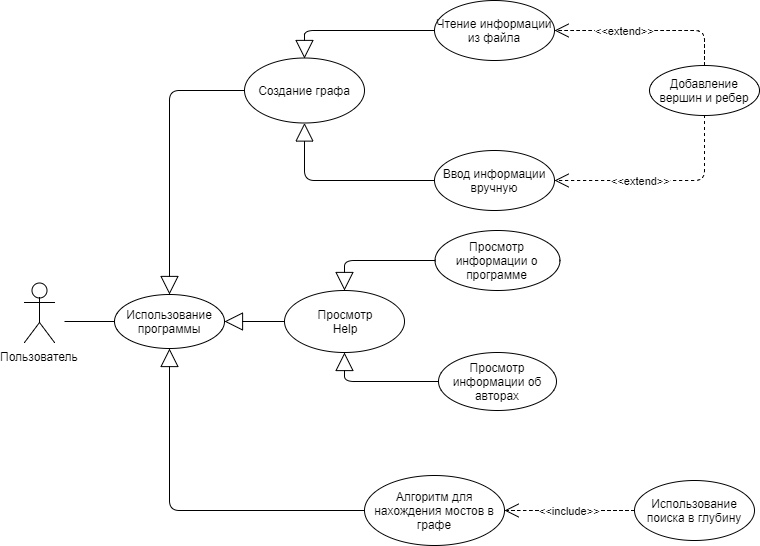 Чтение информации
из файла
<<extend>>
Добавление
вершин и ребер
Создание графа
Ввод информации
вручную
<<extend>>
Просмотр
информации о
программе
Использование
программы
Просмотр
Help
Пользователь
Просмотр
информации об
авторах
Алгоритм для
нахождения мостов в
графе
<<include>>
Использование
поиска в глубину